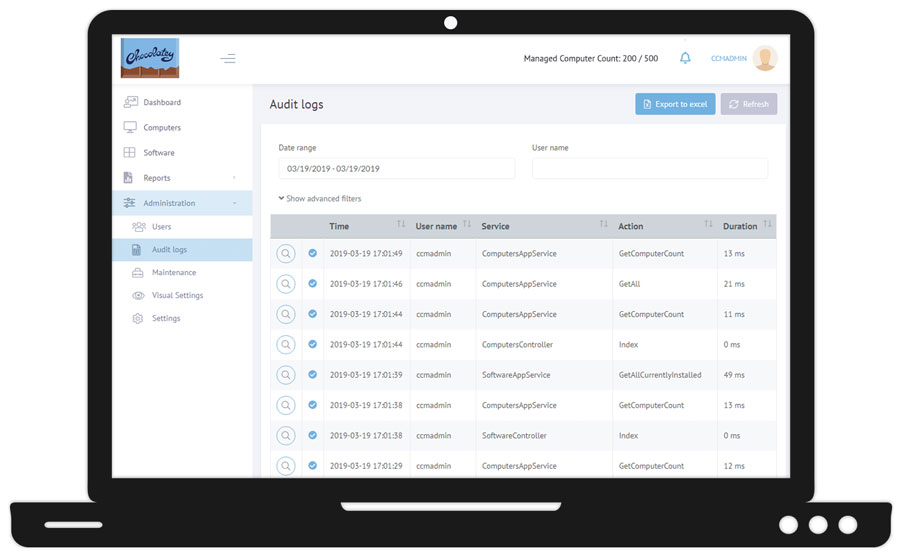 Chocolatey
Managed Computer Count: 200 / 500
CCMADMIN
Dashboard
Computers
Software
Reports
Administration
Users
Audit logs
Maintenance
Visual Settings
Settings
Audit logs
Export to excel
Refresh
Date range
User name
03/19/2019 - 03/19/2019
Show advanced filters
Time User name Service Action Duration
2019-03-19 17:01:49 ccmadmin ComputersAppService GetComputerCount 13 ms
2019-03-19 17:01:46 ccmadmin ComputersAppService GetAll 21 ms
2019-03-19 17:01:44 ccmadmin ComputersAppService GetComputerCount 11 ms
2019-03-19 17:01:44 ccmadmin ComputersController Index 0 ms
2019-03-19 17:01:39 ccmadmin SoftwareAppService GetAllCurrentlyInstalled 49 ms
2019-03-19 17:01:38 ccmadmin ComputersAppService GetComputerCount 13 ms
2019-03-19 17:01:38 ccmadmin SoftwareController Index 0 ms
2019-03-19 17:01:29 ccmadmin ComputersAppService GetComputerCount 12 ms